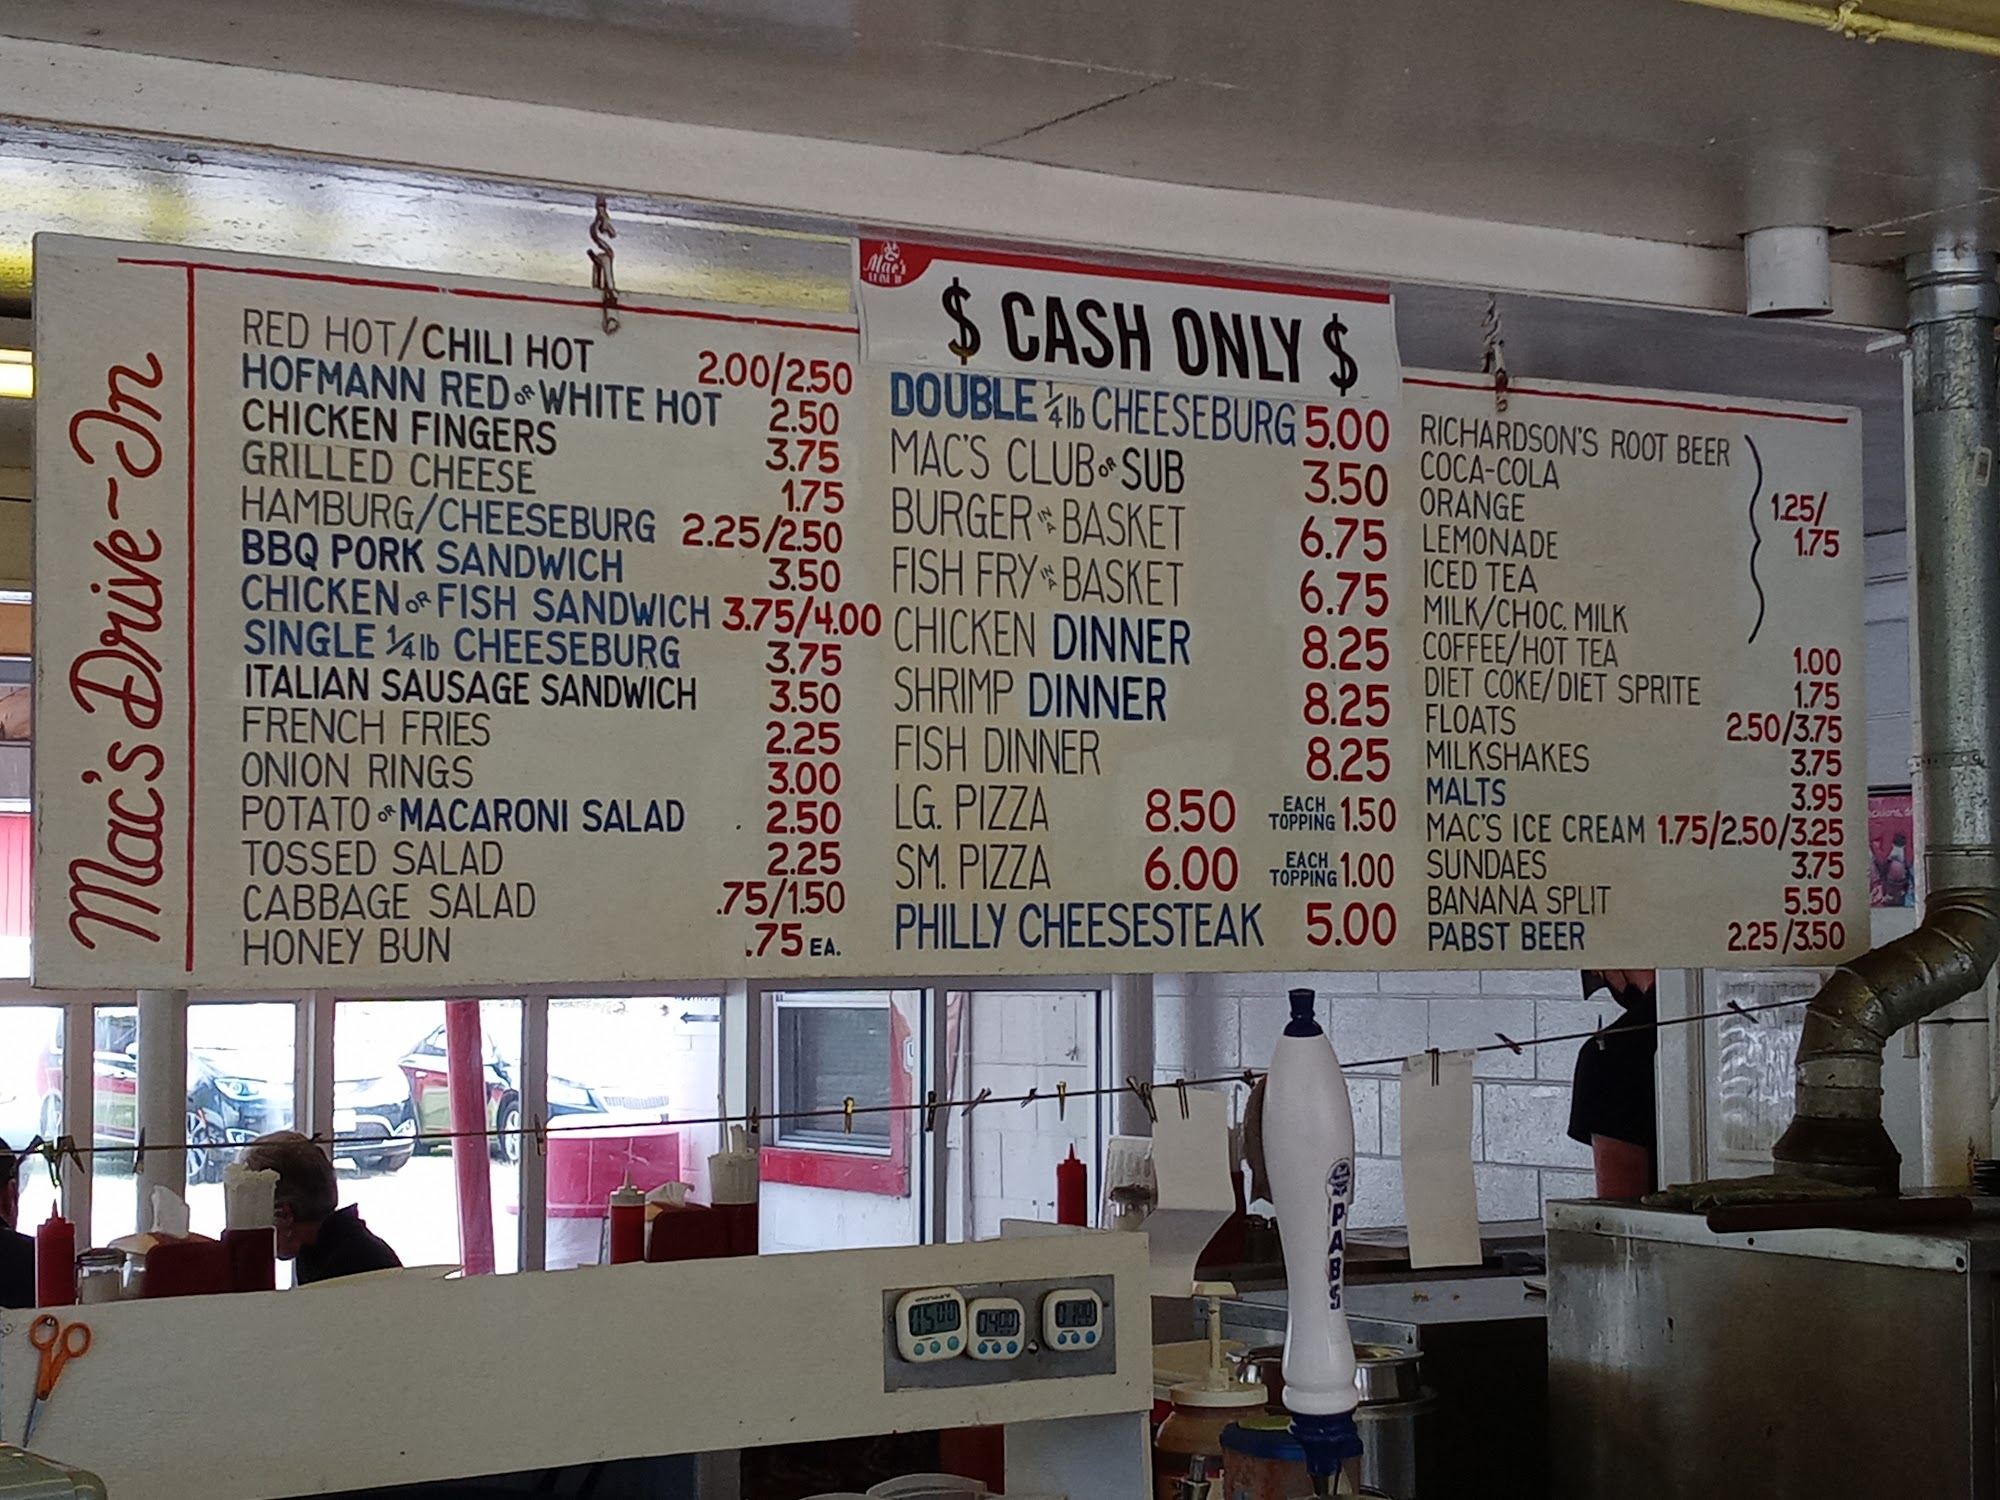 Mac's Drive-In
RED HOT/CHILI HOT 2.00/2.50
HOFMANN RED OR WHITE HOT 2.50
CHICKEN FINGERS 3.75
GRILLED CHEESE 1.75
HAMBURG/CHEESEBURG 2.25/2.50
BBQ PORK SANDWICH 3.50
CHICKEN OR FISH SANDWICH 3.75/4.00
SINGLE 1/4 lb CHEESEBURG 3.75
ITALIAN SAUSAGE SANDWICH 3.50
FRENCH FRIES 2.25
ONION RINGS 3.00
POTATO OR MACARONI SALAD 2.50
TOSSED SALAD 2.25
CABBAGE SALAD .75/1.50
HONEY BUN .75 EA.
Mac's
$ CASH ONLY $
DOUBLE 1/4 lb CHEESEBURG 5.00
MAC'S CLUB OR SUB 3.50
BURGER IN A BASKET 6.75
FISH FRY IN A BASKET 6.75
CHICKEN DINNER 8.25
SHRIMP DINNER 8.25
FISH DINNER 8.25
LG. PIZZA 8.50 EACH TOPPING 1.50
SM. PIZZA 6.00 EACH TOPPING 1.00
PHILLY CHEESESTEAK 5.00
RICHARDSON'S ROOT BEER
COCA-COLA
ORANGE 1.25/
LEMONADE 1.75
ICED TEA
MILK/CHOC. MILK
COFFEE/HOT TEA 1.00
DIET COKE/DIET SPRITE 1.75
FLOATS 2.50/3.75
MILKSHAKES 3.75
MALTS 3.95
MAC'S ICE CREAM 1.75/2.50/3.25
SUNDAES 3.75
BANANA SPLIT 5.50
PABST BEER 2.25/3.50
PABS